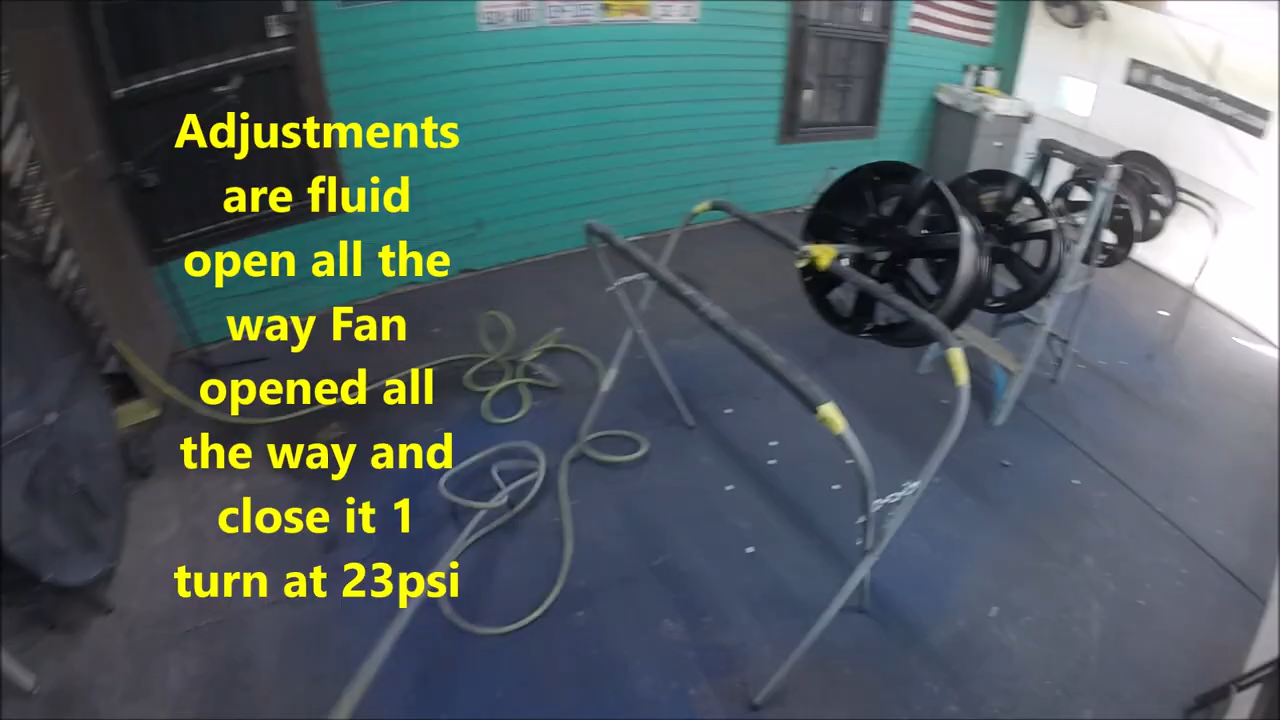 Adjustments
are fluid
open all the
way Fan
opened all
the way and
close it 1
turn at 23psi